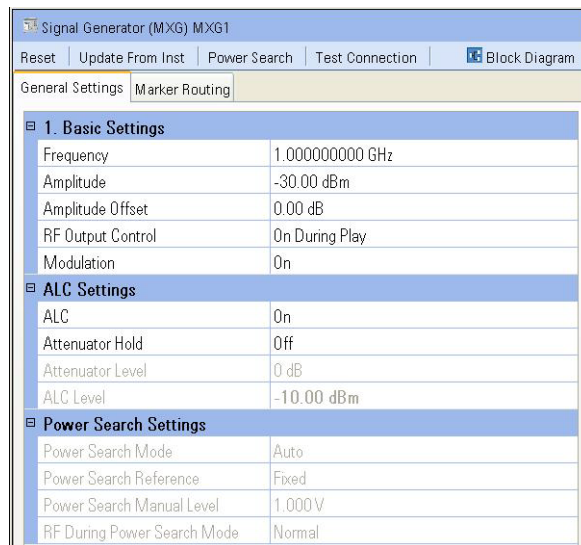 Signal Generator (MXG) MXG1
Reset Update From Inst Power Search Test Connection Block Diagram
General Settings Marker Routing
1. Basic Settings
Frequency 1.000000000 GHz
Amplitude -30.00 dBm
Amplitude Offset 0.00 dB
RF Output Control On During Play
Modulation On
ALC Settings
ALC On
Attenuator Hold Off
Attenuator Level 0 dB
ALC Level -10.00 dBm
Power Search Settings
Power Search Mode Auto
Power Search Reference Fixed
Power Search Manual Level 1.000 V
RF During Power Search Mode Normal